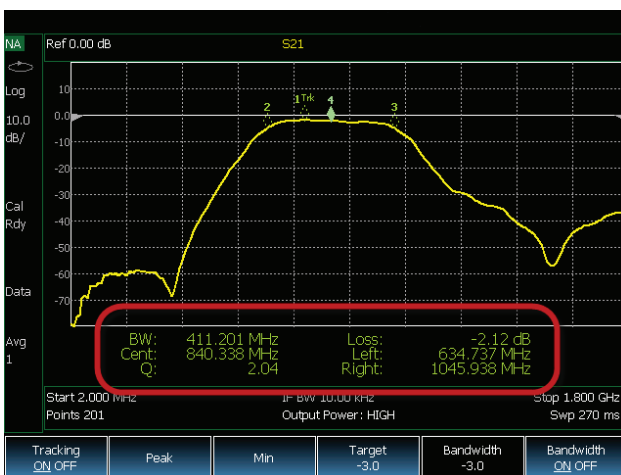 NA
Ref 0.00 dB
S21
Log
10.0
dB/
Cal
Rdy
Data
Avg
1
10
0.0
-10
-20
-30
-40
-50
-60
-70
2
1 Trk
4
3
BW: 411.201 MHz
Cent: 840.338 MHz
Q: 2.04
Loss: -2.12 dB
Left: 634.737 MHz
Right: 1045.938 MHz
Start 2.000 MHz
IF BW 10.00 kHz
Stop 1.800 GHz
Points 201
Output Power: HIGH
Swp 270 ms
Tracking
ON OFF
Peak
Min
Target
-3.0
Bandwidth
-3.0
Bandwidth
ON OFF